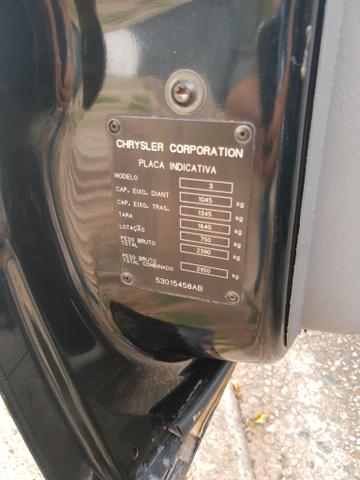 CHRYSLER CORPORATION
PLACA INDICATIVA
MODELO 3
CAP. EIXO. DIANT 1045 kg
CAP. EIXO. TRAS. 1345 kg
TARA 1640 kg
LOTAÇÃO 750 kg
PESO BRUTO TOTAL 2390 kg
PESO BRUTO TOTAL COMBINADO 2950 kg
53015458AB